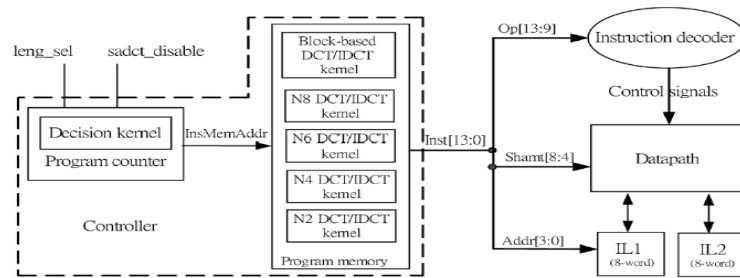 leng_sel
sadct_disable
Decision kernel
Program counter
InsMemAddr
Controller
Block-based
DCT/IDCT
kernel
N8 DCT/IDCT
kernel
N6 DCT/IDCT
kernel
N4 DCT/IDCT
kernel
N2 DCT/IDCT
kernel
Program memory
Inst[13:0]
Op[13:9]
Instruction decoder
Control signals
Shamt[8:4]
Datapath
Addr[3:0]
IL1
(8-word)
IL2
(8-word)